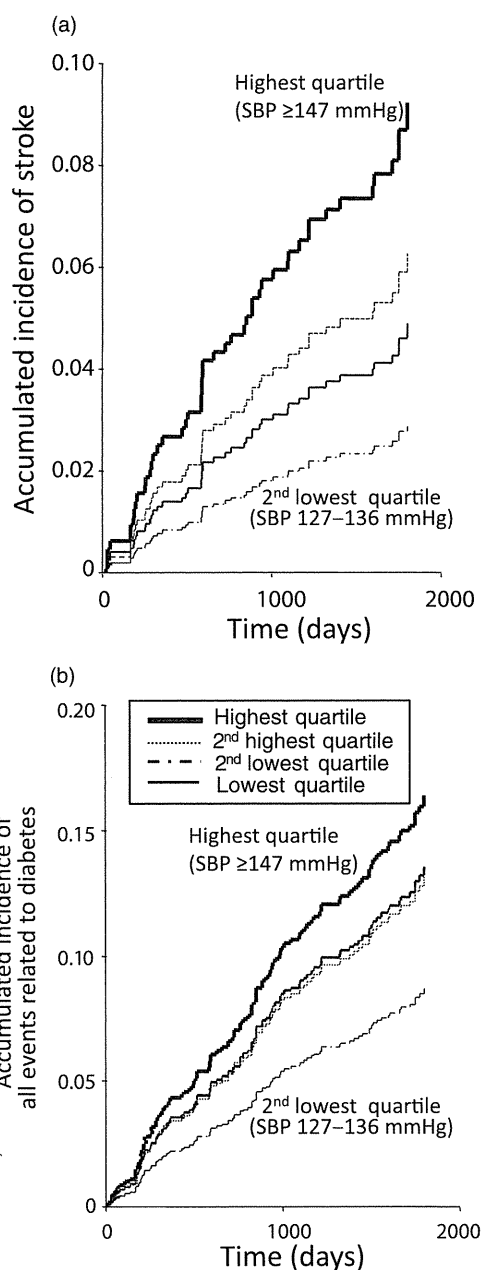 (a)
0.10
0.08
0.06
0.04
0.02
0
Accumulated incidence of stroke
Highest quartile
(SBP ≥147 mmHg)
2nd lowest quartile
(SBP 127–136 mmHg)
0
1000
2000
Time (days)
(b)
0.20
0.15
0.10
0.05
0
Accumulated incidence of
all events related to diabetes
Highest quartile
2nd highest quartile
2nd lowest quartile
Lowest quartile
Highest quartile
(SBP ≥147 mmHg)
2nd lowest quartile
(SBP 127–136 mmHg)
0
1000
2000
Time (days)